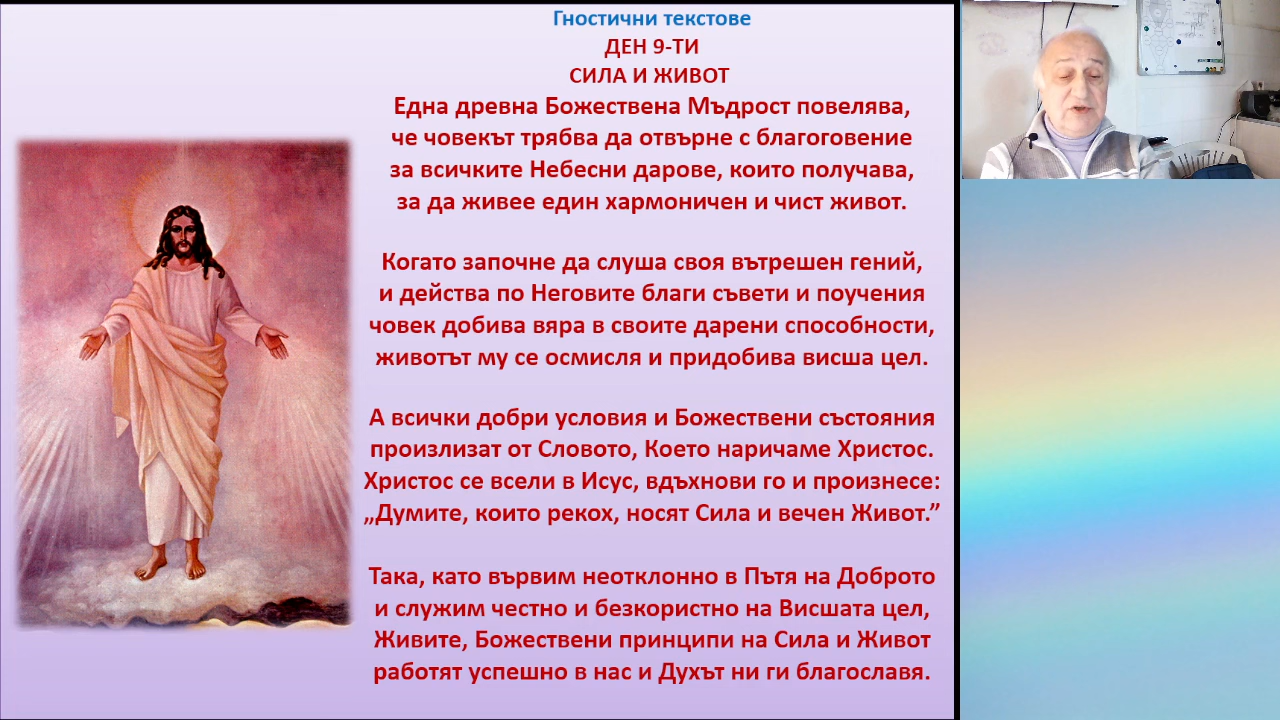 Гностични текстове
ДЕН 9-ТИ
СИЛА И ЖИВОТ
Една древна Божествена Мъдрост повелява,
че човекът трябва да отвърне с благоговение
за всичките Небесни дарове, които получава,
за да живее един хармоничен и чист живот.
Когато започне да слуша своя вътрешен гений,
и действа по Неговите благи съвети и поучения
човек добива вяра в своите дарени способности,
животът му се осмисля и придобива висша цел.
А всички добри условия и Божествени състояния
произлизат от Словото, Което наричаме Христос.
Христос се всели в Исус, вдъхнови го и произнесе:
„Думите, които рекох, носят Сила и вечен Живот.”
Така, като вървим неотклонно в Пътя на Доброто
и служим честно и безкористно на Висшата цел,
Живите, Божествени принципи на Сила и Живот
работят успешно в нас и Духът ни ги благославя.